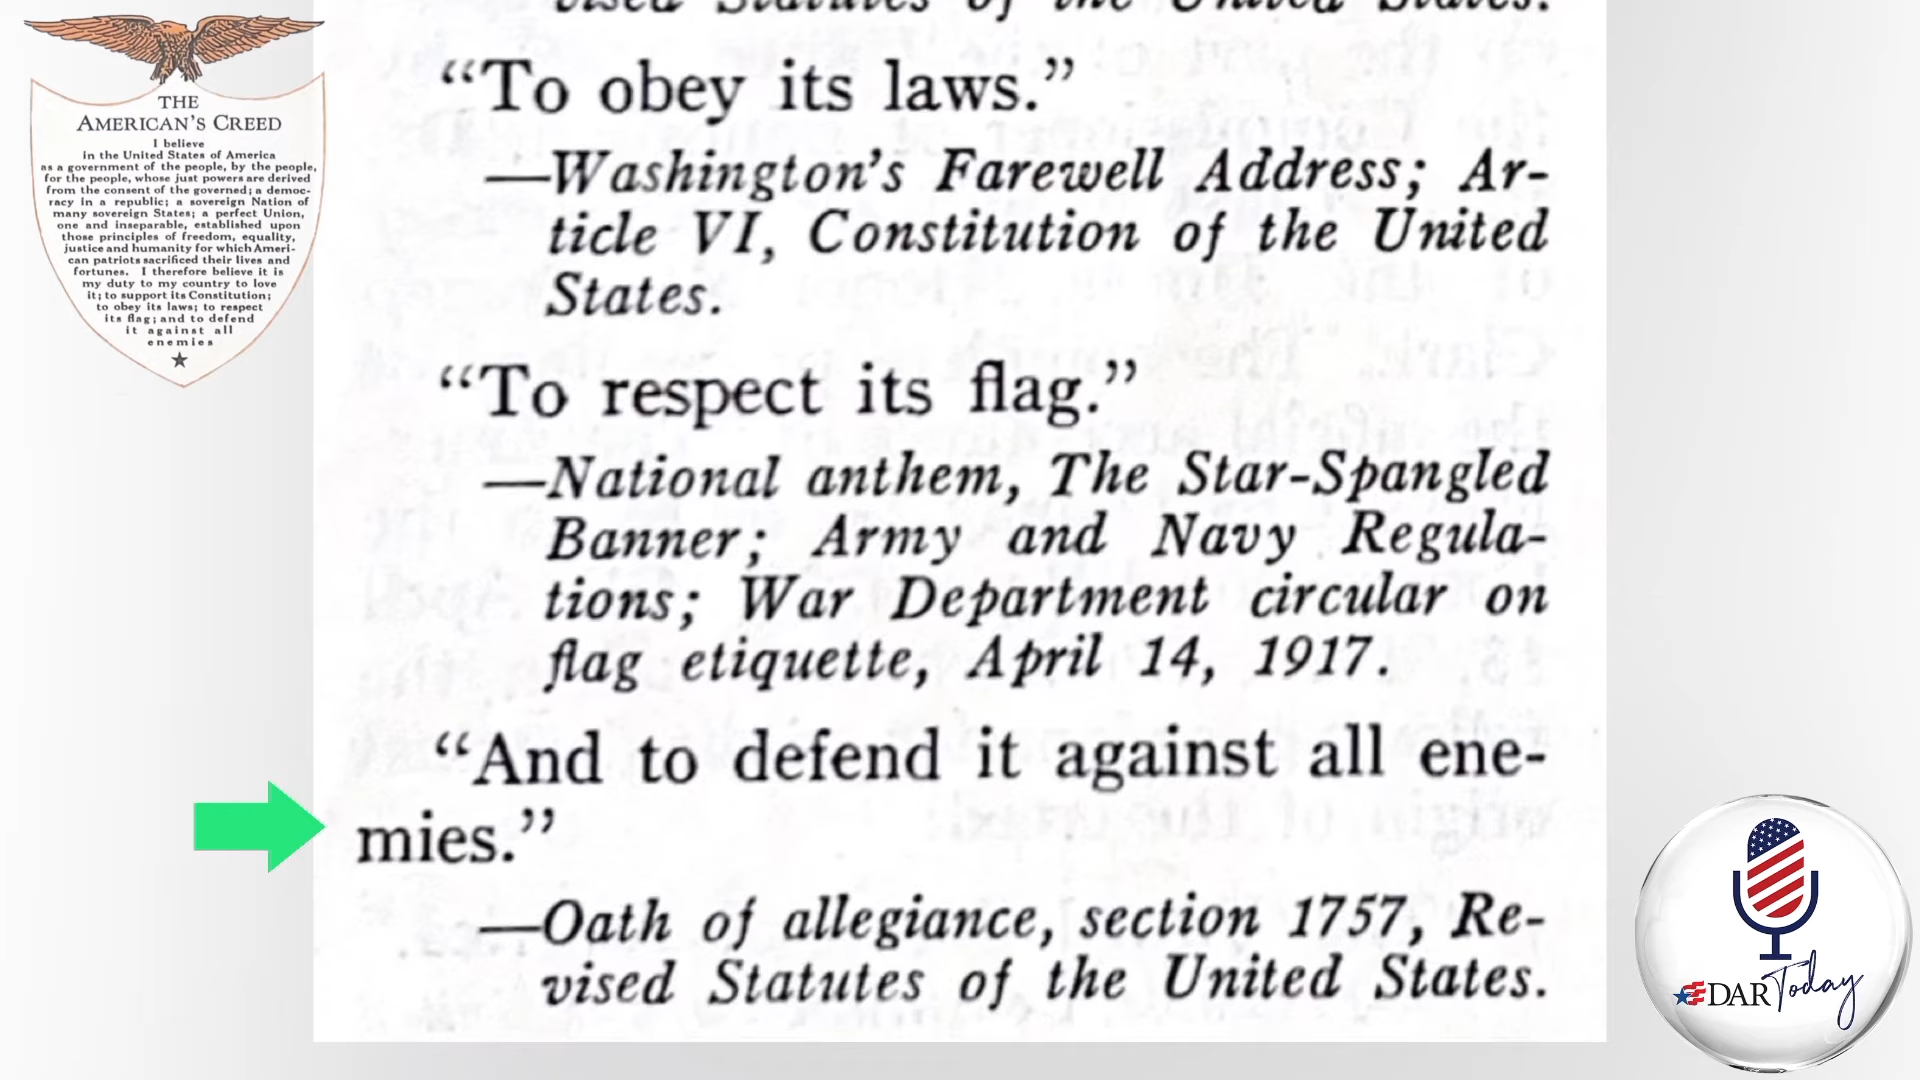 THE
AMERICAN'S CREED
I believe
in the United States of America
as a government of the people, by the people,
for the people, whose just powers are derived
from the consent of the governed; a democ-
racy in a republic; a sovereign Nation of
many sovereign States; a perfect Union,
one and inseparable, established upon
those principles of freedom, equality,
justice and humanity for which Ameri-
can patriots sacrificed their lives and
fortunes. I therefore believe it is
my duty to my country to love
it; to support its Constitution;
to obey its laws; to respect
its flag; and to defend
it against all
enemies
vised Statutes of the United States.
“To obey its laws.”
—Washington's Farewell Address; Ar-
ticle VI, Constitution of the United
States.
“To respect its flag.”
—National anthem, The Star-Spangled
Banner; Army and Navy Regula-
tions; War Department circular on
flag etiquette, April 14, 1917.
“And to defend it against all ene-
mies.”
—Oath of allegiance, section 1757, Re-
vised Statutes of the United States.
DAR Today